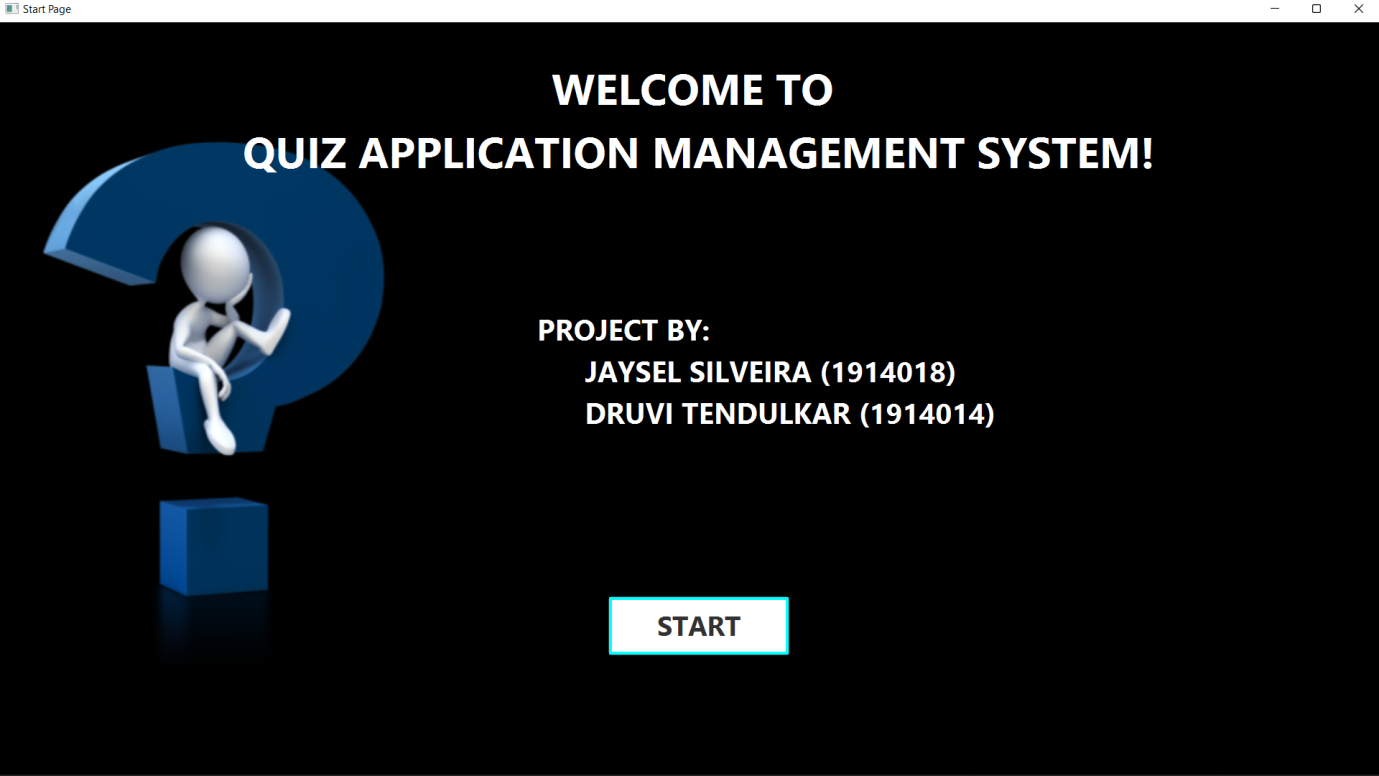 Start Page
WELCOME TO
QUIZ APPLICATION MANAGEMENT SYSTEM!
PROJECT BY:
JAYSEL SILVEIRA (1914018)
DRUVI TENDULKAR (1914014)
START